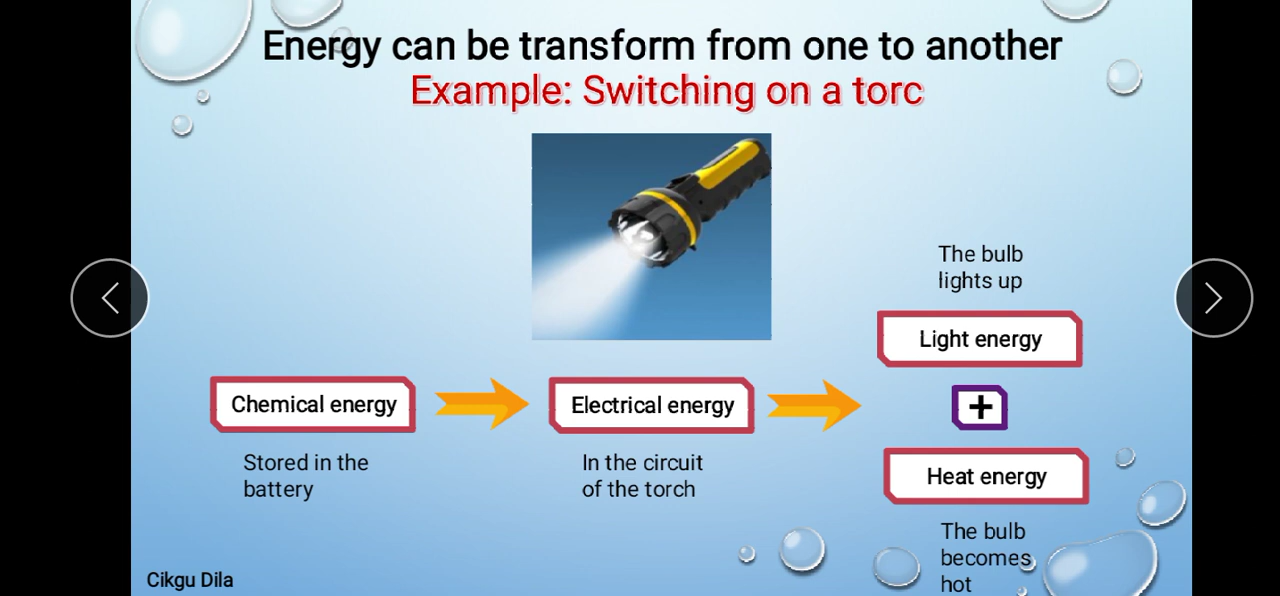 Energy can be transform from one to another
Example: Switching on a torc
The bulb
lights up
Light energy
Chemical energy
Electrical energy
+
Stored in the
battery
In the circuit
of the torch
Heat energy
The bulb
becomes
hot
Cikgu Dila